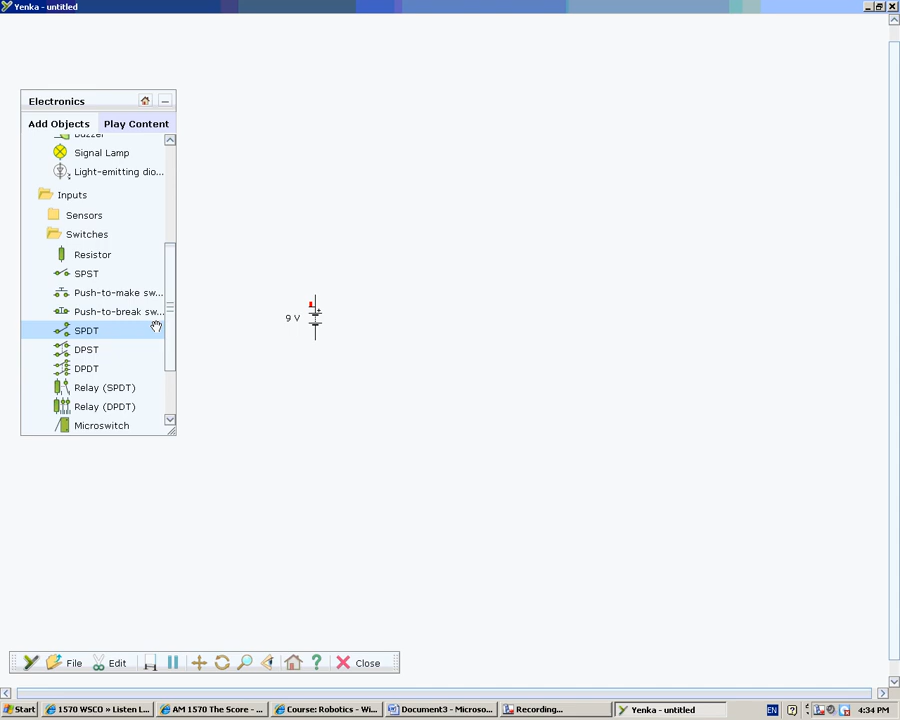 Yenka - untitled
Electronics
Add Objects Play Content
Buzzer
Signal Lamp
Light-emitting dio...
Inputs
Sensors
Switches
Resistor
SPST
Push-to-make sw...
Push-to-break sw...
SPDT
DPST
DPDT
Relay (SPDT)
Relay (DPDT)
Microswitch
9 V
File Edit Close
Start 1570 WSCO » Listen L... AM 1570 The Score - ... Course: Robotics - Wi... Document3 - Microso... Recording... Yenka - untitled EN 4:34 PM